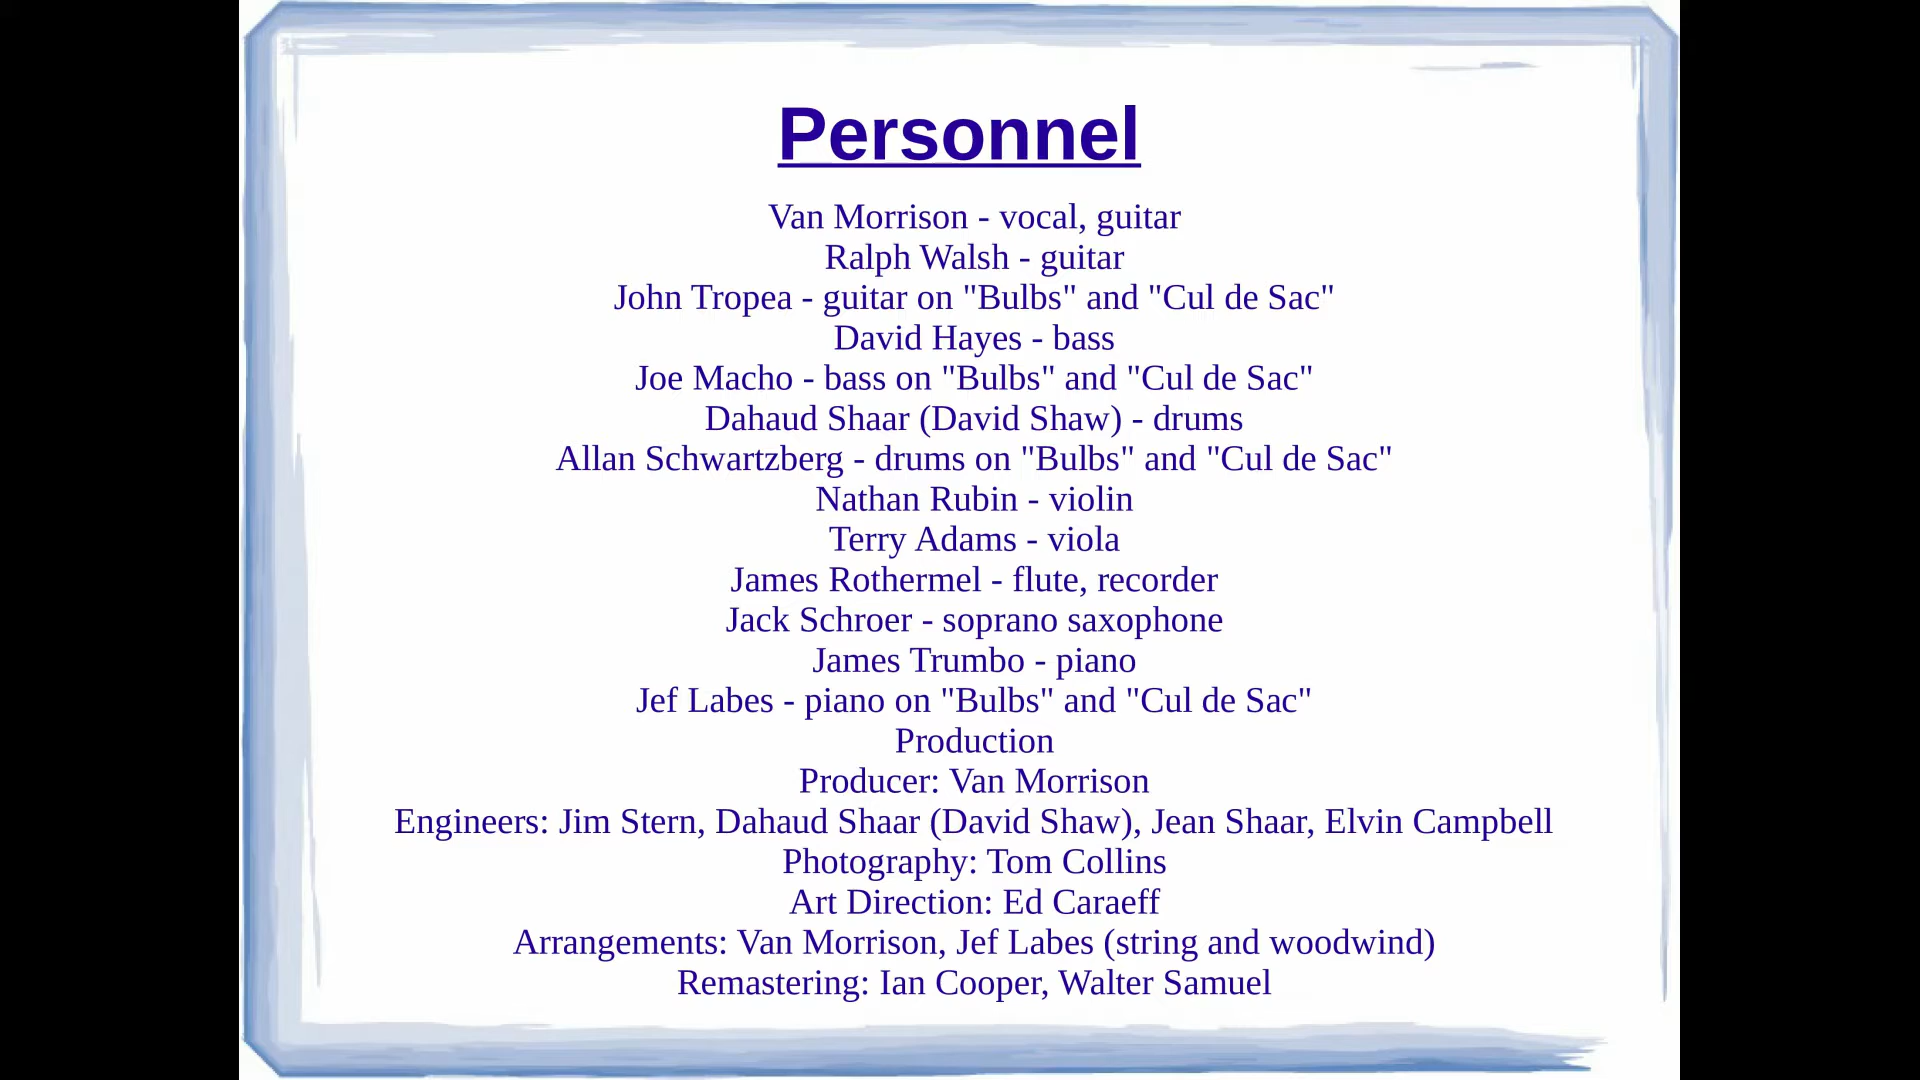 Personnel
Van Morrison - vocal, guitar
Ralph Walsh - guitar
John Tropea - guitar on "Bulbs" and "Cul de Sac"
David Hayes - bass
Joe Macho - bass on "Bulbs" and "Cul de Sac"
Dahaud Shaar (David Shaw) - drums
Allan Schwartzberg - drums on "Bulbs" and "Cul de Sac"
Nathan Rubin - violin
Terry Adams - viola
James Rothermel - flute, recorder
Jack Schroer - soprano saxophone
James Trumbo - piano
Jef Labes - piano on "Bulbs" and "Cul de Sac"
Production
Producer: Van Morrison
Engineers: Jim Stern, Dahaud Shaar (David Shaw), Jean Shaar, Elvin Campbell
Photography: Tom Collins
Art Direction: Ed Caraeff
Arrangements: Van Morrison, Jef Labes (string and woodwind)
Remastering: Ian Cooper, Walter Samuel